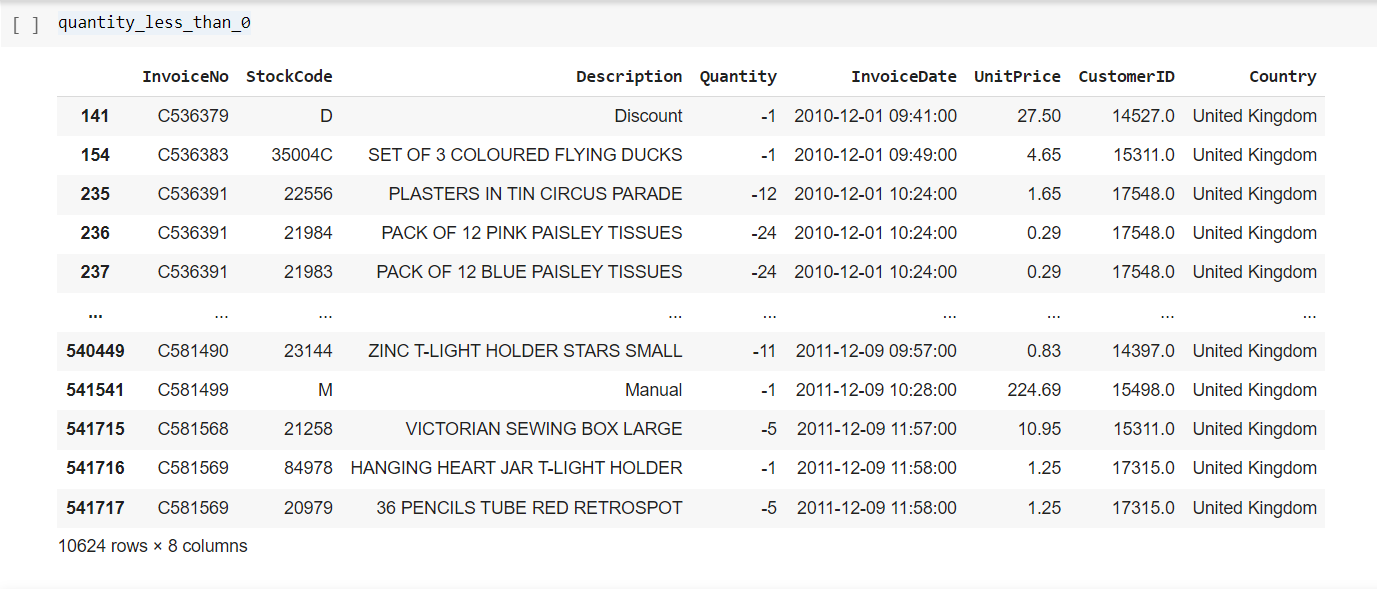 [ ] quantity_less_than_0
InvoiceNo StockCode Description Quantity InvoiceDate UnitPrice CustomerID Country
141 C536379 D Discount -1 2010-12-01 09:41:00 27.50 14527.0 United Kingdom
154 C536383 35004C SET OF 3 COLOURED FLYING DUCKS -1 2010-12-01 09:49:00 4.65 15311.0 United Kingdom
235 C536391 22556 PLASTERS IN TIN CIRCUS PARADE -12 2010-12-01 10:24:00 1.65 17548.0 United Kingdom
236 C536391 21984 PACK OF 12 PINK PAISLEY TISSUES -24 2010-12-01 10:24:00 0.29 17548.0 United Kingdom
237 C536391 21983 PACK OF 12 BLUE PAISLEY TISSUES -24 2010-12-01 10:24:00 0.29 17548.0 United Kingdom
... ... ... ... ... ... ... ... ...
540449 C581490 23144 ZINC T-LIGHT HOLDER STARS SMALL -11 2011-12-09 09:57:00 0.83 14397.0 United Kingdom
541541 C581499 M Manual -1 2011-12-09 10:28:00 224.69 15498.0 United Kingdom
541715 C581568 21258 VICTORIAN SEWING BOX LARGE -5 2011-12-09 11:57:00 10.95 15311.0 United Kingdom
541716 C581569 84978 HANGING HEART JAR T-LIGHT HOLDER -1 2011-12-09 11:58:00 1.25 17315.0 United Kingdom
541717 C581569 20979 36 PENCILS TUBE RED RETROSPOT -5 2011-12-09 11:58:00 1.25 17315.0 United Kingdom
10624 rows × 8 columns